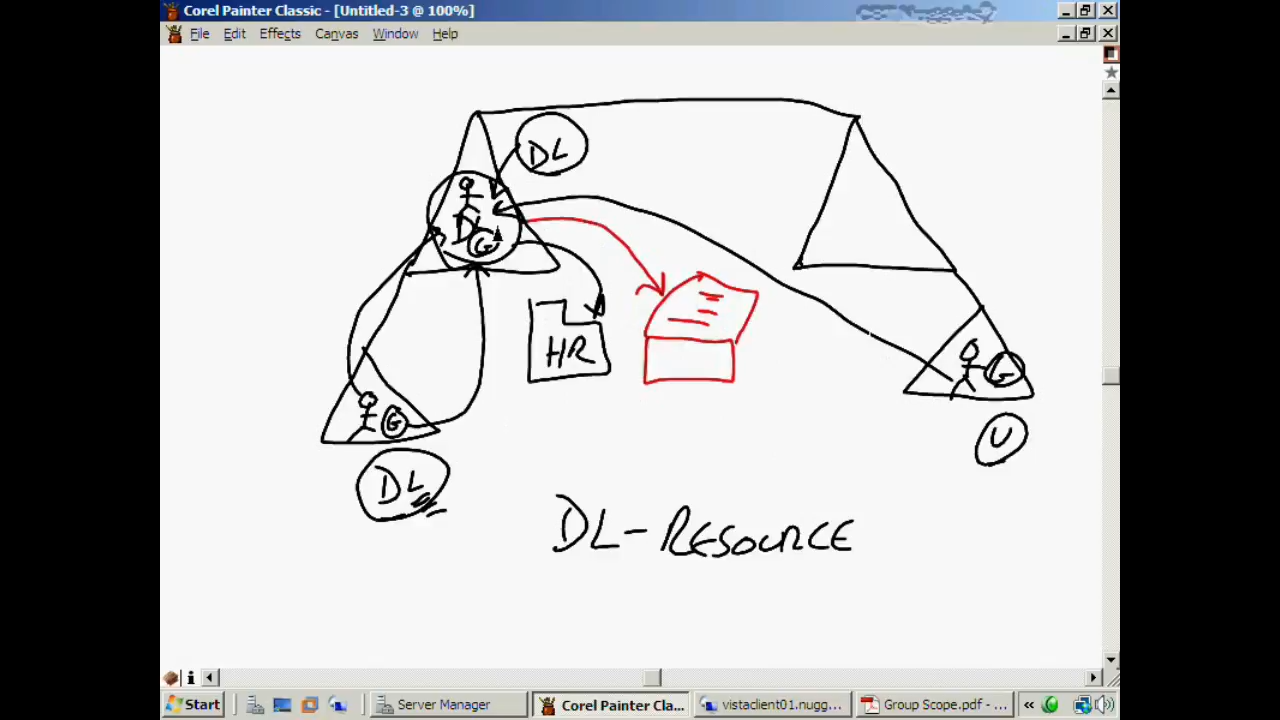 Corel Painter Classic - [Untitled-3 @ 100%]
File Edit Effects Canvas Window Help
DL
DL
G
HR
G
G
DL
U
DL-RESOURCE
Start Server Manager Corel Painter Cla... vistaclient01.nugg... Group Scope.pdf - ...